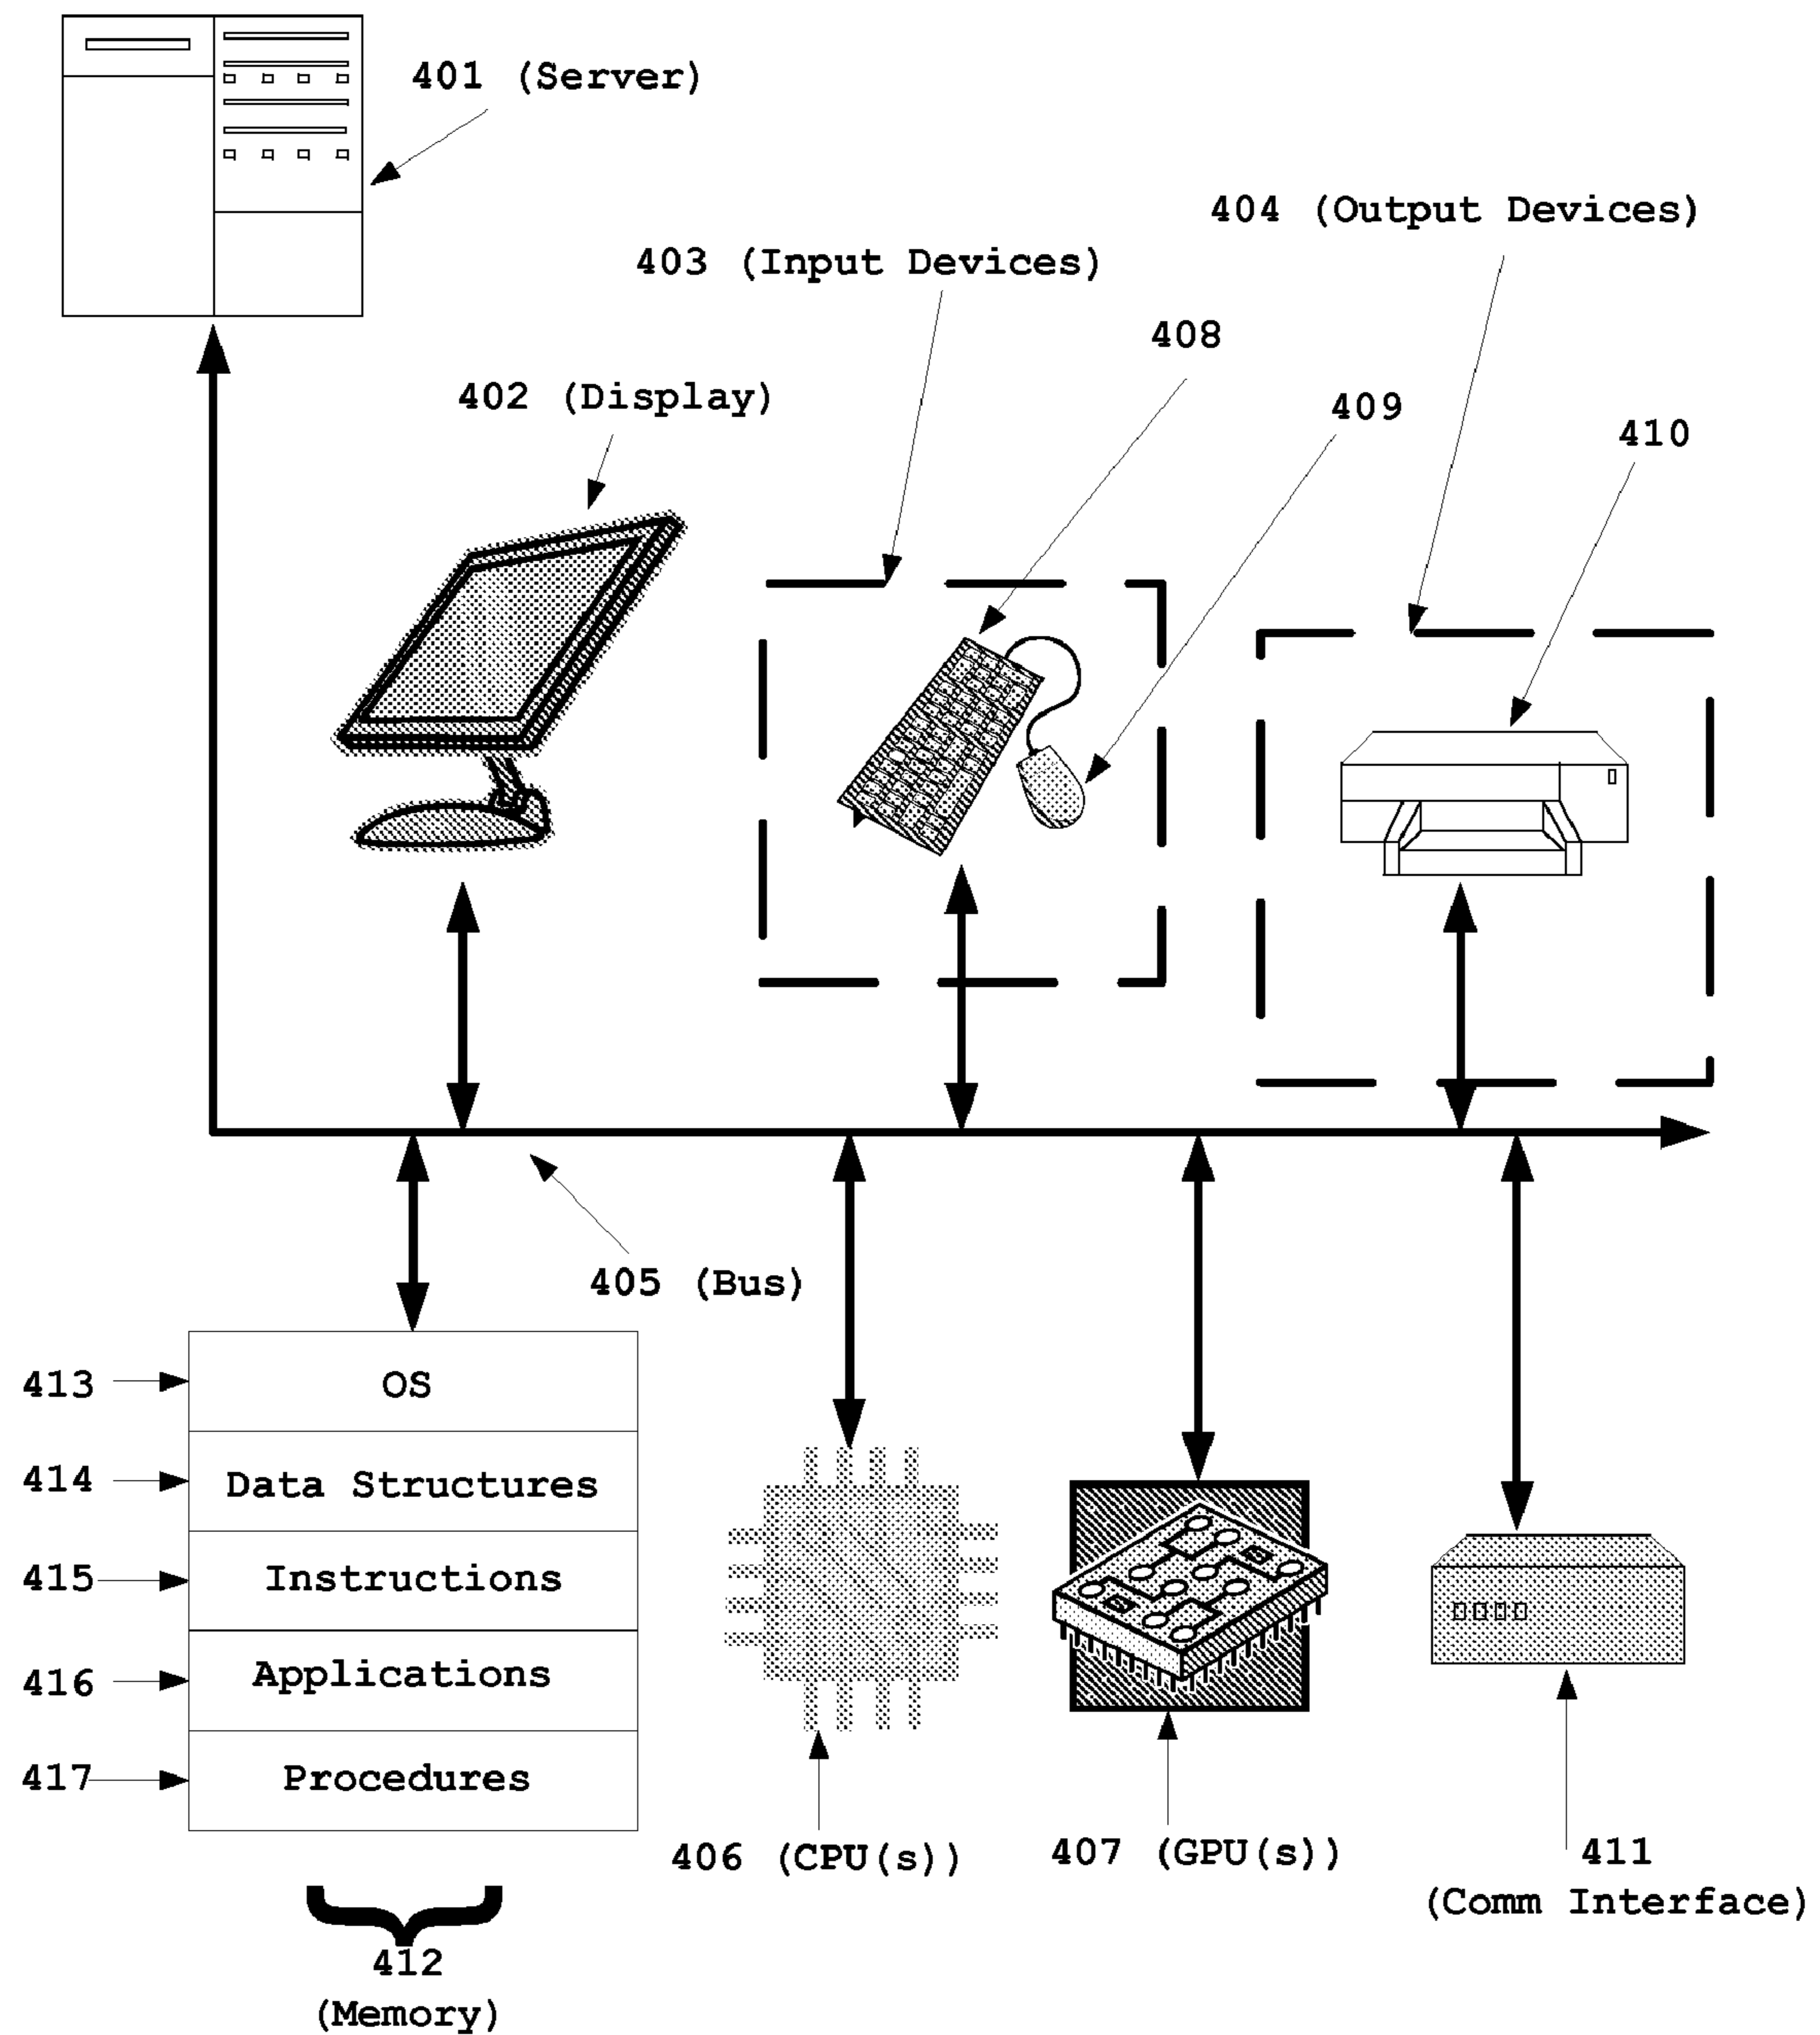 401 (Server)
404 (Output Devices)
403 (Input Devices)
408
402 (Display)
409
410
405 (Bus)
413
OS
414
Data Structures
415
Instructions
416
Applications
417
Procedures
406 (CPU(s))
407 (GPU(s))
411
(Comm Interface)
412
(Memory)